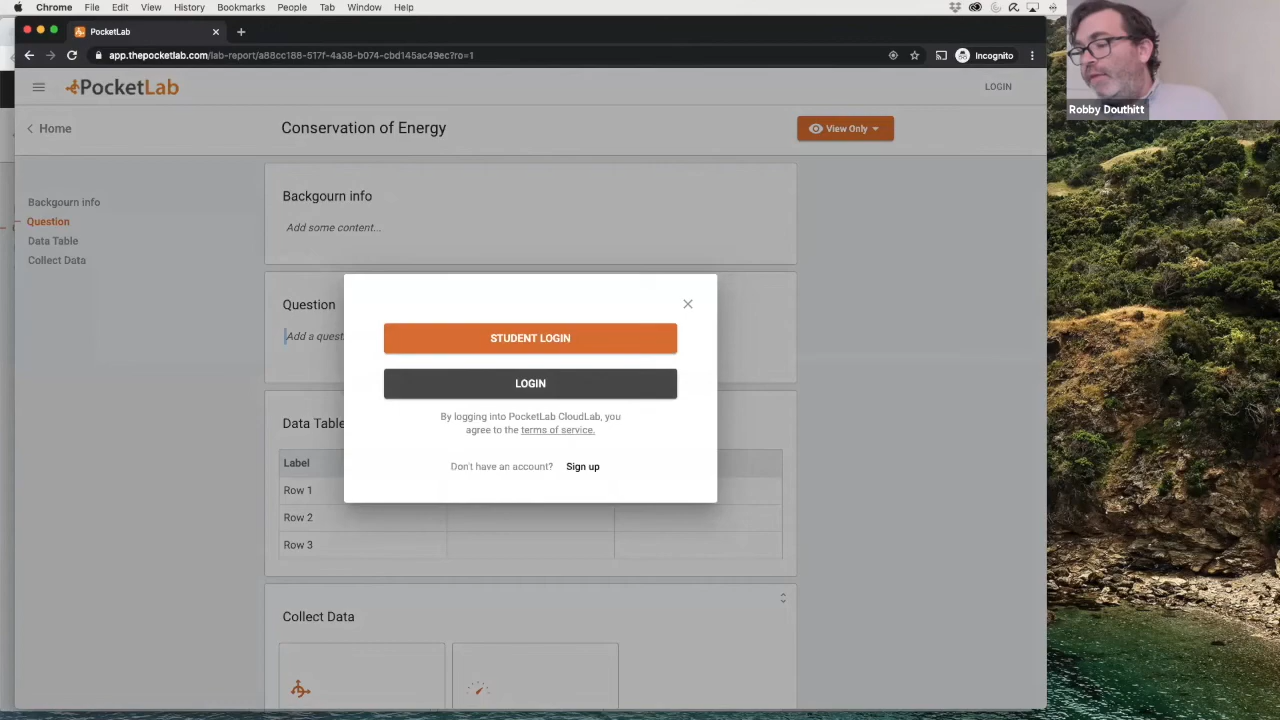 Chrome File Edit View History Bookmarks People Tab Window Help
PocketLab
app.thepocketlab.com/lab-report/a88cc188-517f-4a38-b074-cbd145ac49ec?ro=1
Incognito
Robby Douthitt
PocketLab
LOGIN
Home
Conservation of Energy
View Only
Backgourn info
Question
Data Table
Collect Data
Backgourn info
Add some content...
Question
Add a quest
STUDENT LOGIN
LOGIN
By logging into PocketLab CloudLab, you
agree to the terms of service.
Don't have an account? Sign up
Data Table
Label
Row 1
Row 2
Row 3
Collect Data